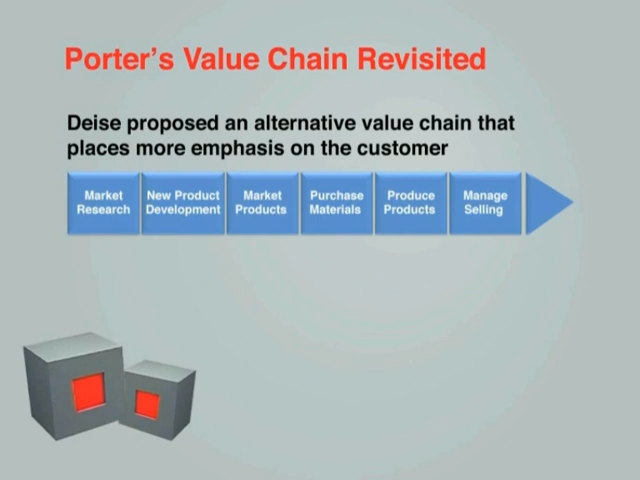 Porter's Value Chain Revisited
Deise proposed an alternative value chain that
places more emphasis on the customer
Market
Research
New Product
Development
Market
Products
Purchase
Materials
Produce
Products
Manage
Selling